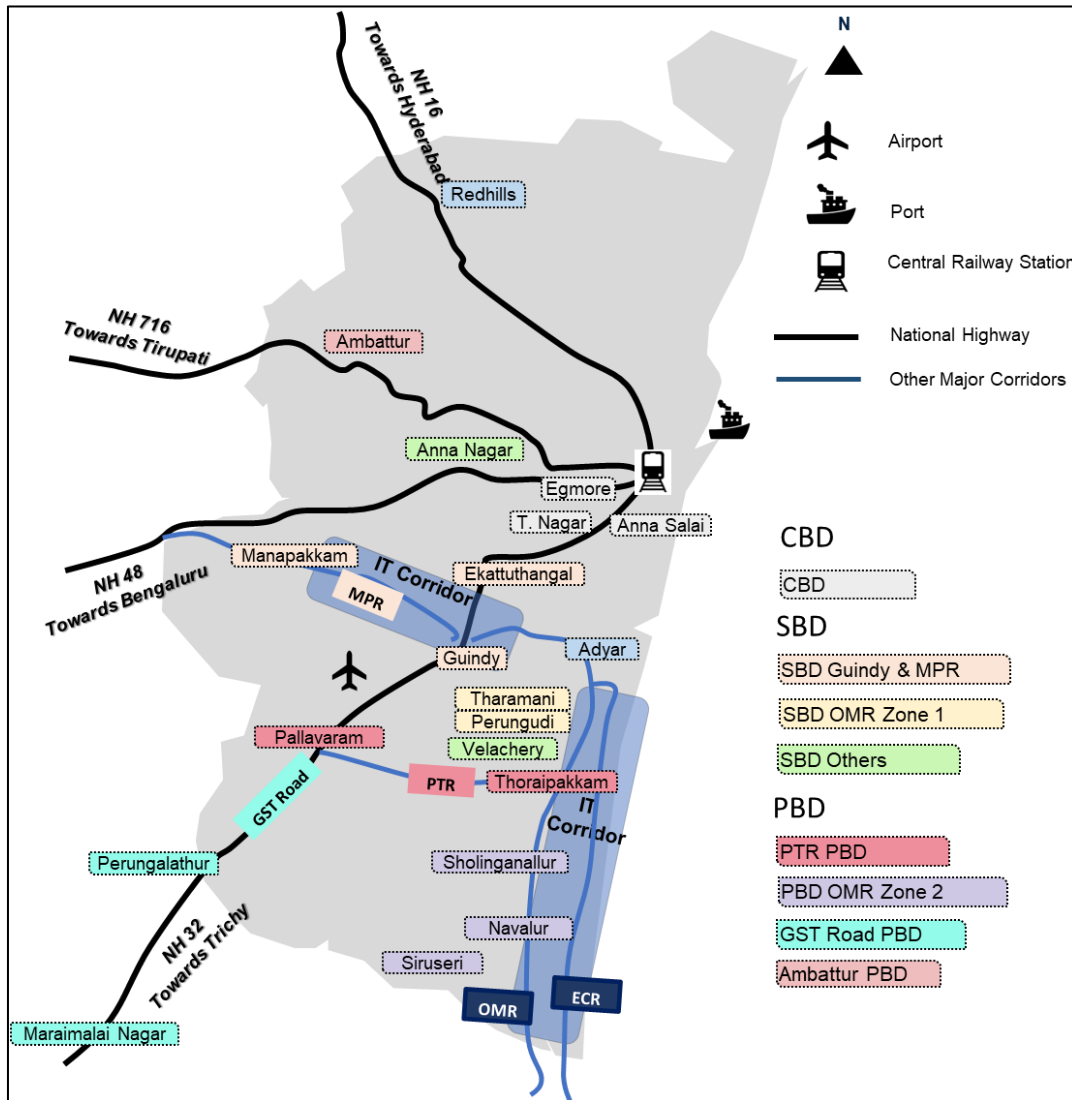 N
NH 16
Towards Hyderabad
Airport
Redhills
Port
Central Railway Station
NH 716
Towards Tirupati
Ambattur
National Highway
Other Major Corridors
Anna Nagar
Egmore
T. Nagar
Anna Salai
NH 48
Towards Bengaluru
Manapakkam
IT Corridor
MPR
Ekattuthangal
Guindy
Adyar
Tharamani
Perungudi
Velachery
Pallavaram
PTR
Thoraipakkam
GST Road
IT
Corridor
Perungalathur
Sholinganallur
NH 32
Towards Trichy
Navalur
Siruseri
OMR
ECR
Maraimalai Nagar
CBD
CBD
SBD
SBD Guindy & MPR
SBD OMR Zone 1
SBD Others
PBD
PTR PBD
PBD OMR Zone 2
GST Road PBD
Ambattur PBD